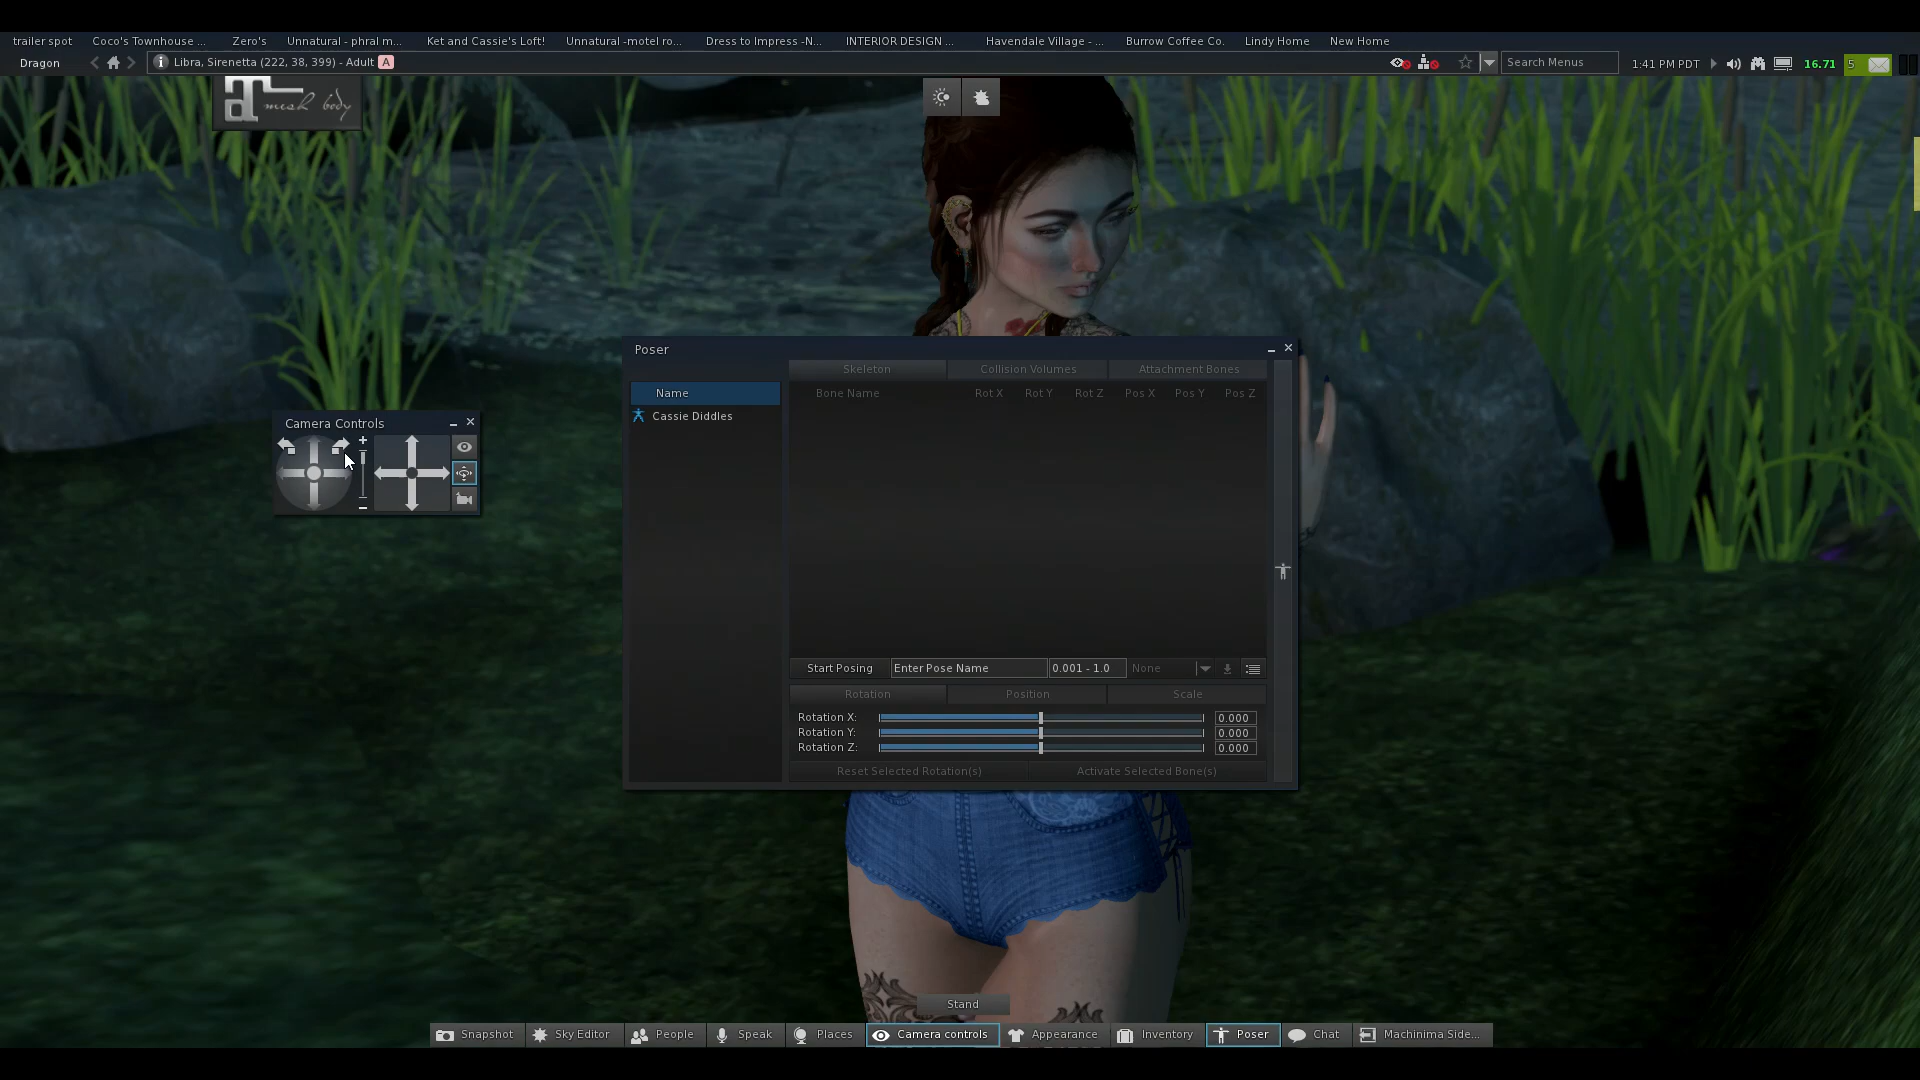 trailer spot Coco's Townhouse ... Zero's Unnatural - phral m... Ket and Cassie's Loft! Unnatural -motel ro... Dress to Impress -N... INTERIOR DESIGN ... Havendale Village - ... Burrow Coffee Co. Lindy Home New Home
Dragon Libra, Sirenetta (222, 38, 399) - Adult A Search Menus 1:41 PM PDT 16.71 5
mesh body
Poser
Skeleton Collision Volumes Attachment Bones
Name Bone Name Rot X Rot Y Rot Z Pos X Pos Y Pos Z
Cassie Diddles
Camera Controls
Start Posing Enter Pose Name 0.001 - 1.0 None
Rotation Position Scale
Rotation X: 0.000
Rotation Y: 0.000
Rotation Z: 0.000
Reset Selected Rotation(s) Activate Selected Bone(s)
Stand
Snapshot Sky Editor People Speak Places Camera controls Appearance Inventory Poser Chat Machinima Side...